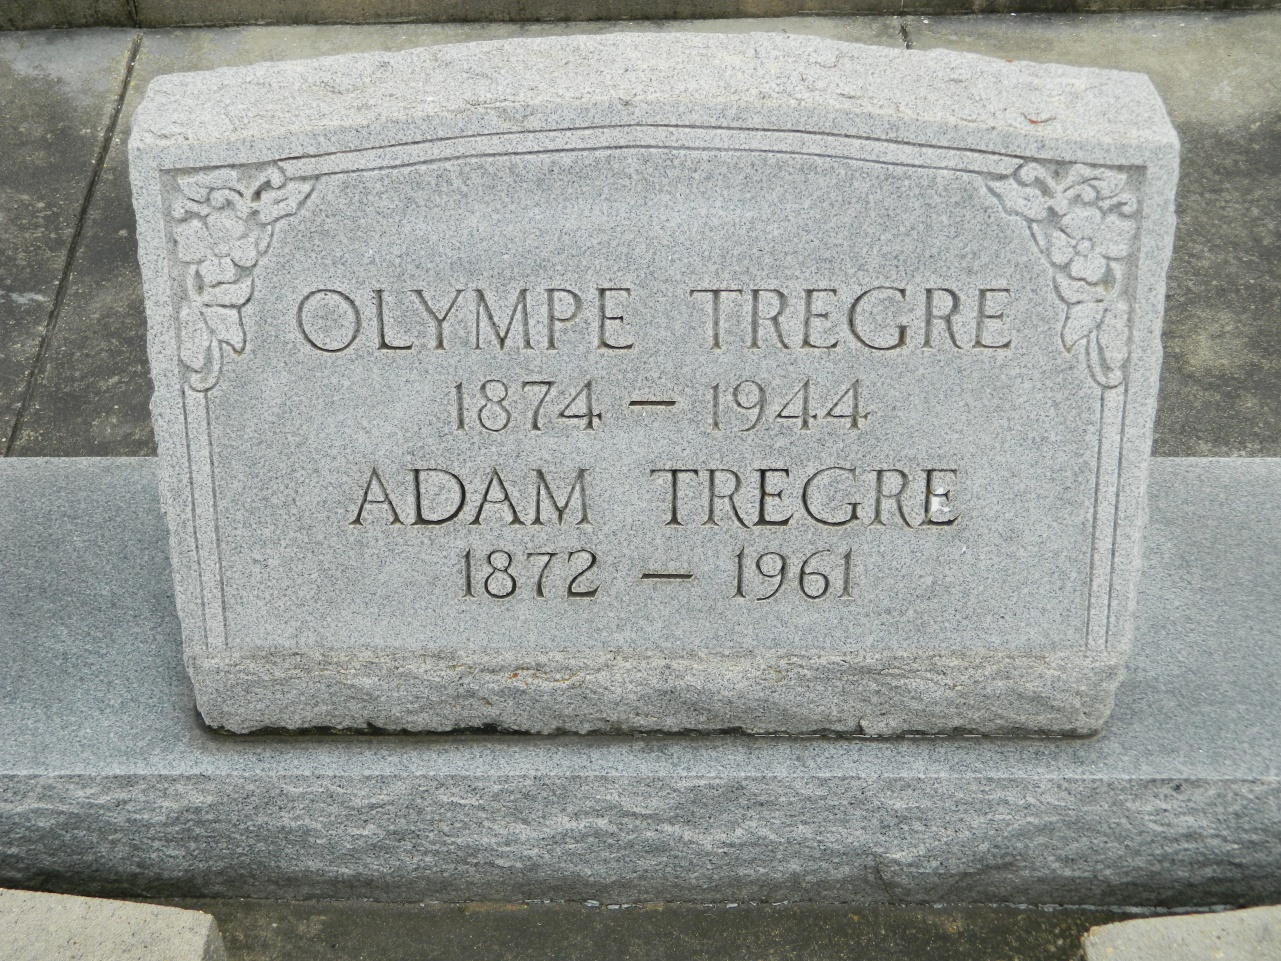 OLYMPE TREGRE
1874 – 1944
ADAM TREGRE
1872 – 1961